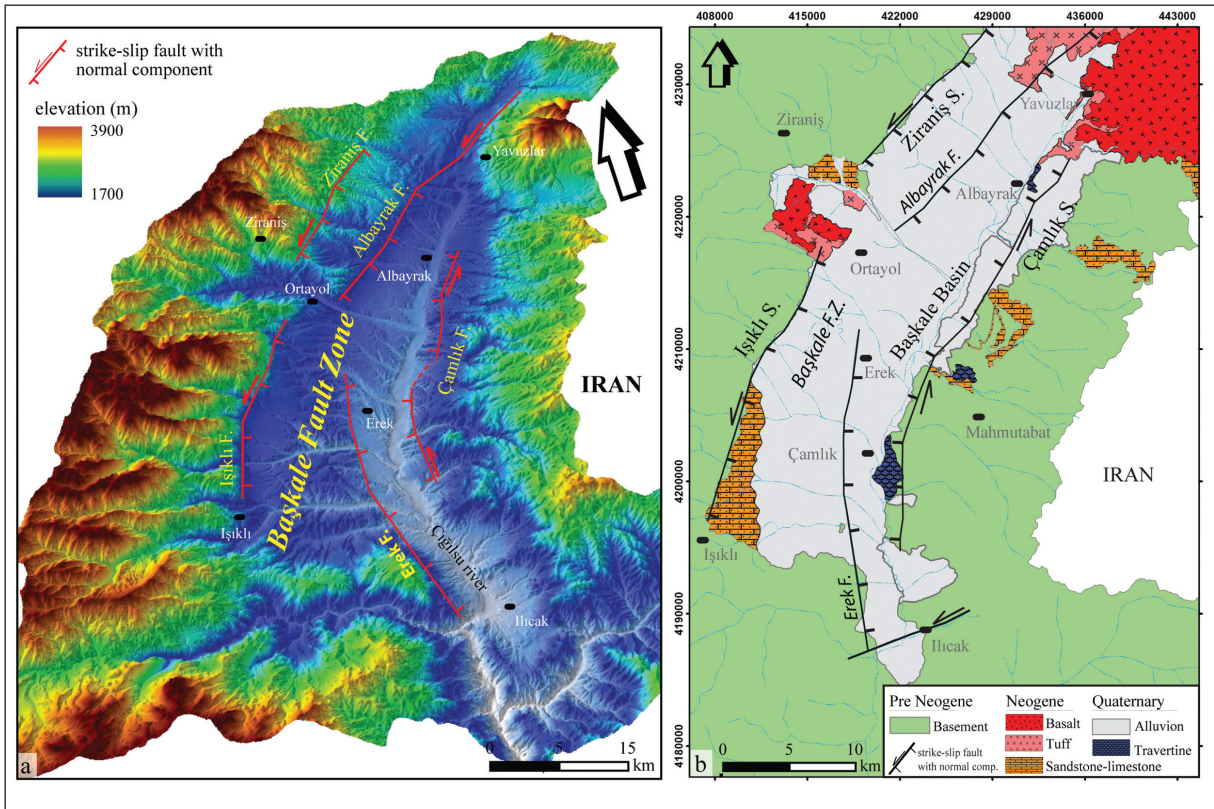 strike-slip fault with
normal component
elevation (m)
3900
1700
Ziraniş F.
Yavuzlar
Albayrak F.
Ziraniş
Albayrak
Ortayol
Çamlık F.
IRAN
Başkale Fault Zone
Erek
Işıklı F.
Işıklı
Çığılsu river
Erek F.
Ilıcak
0 5 15
km
a
408000 415000 422000 429000 436000 443000
4230000
4220000
4210000
4200000
4190000
4180000
Ziraniş S.
Yavuzlar
Ziraniş
Albayrak F.
Albayrak
Çamlık S.
Ortayol
Başkale Basin
Işıklı S.
Başkale F.Z.
Erek
Mahmutabat
Çamlık
IRAN
Işıklı
Erek F.
Ilıcak
0 5 10
km
b
Pre Neogene
Basement
strike-slip fault
with normal comp.
Neogene
Basalt
Tuff
Sandstone-limestone
Quaternary
Alluvion
Travertine